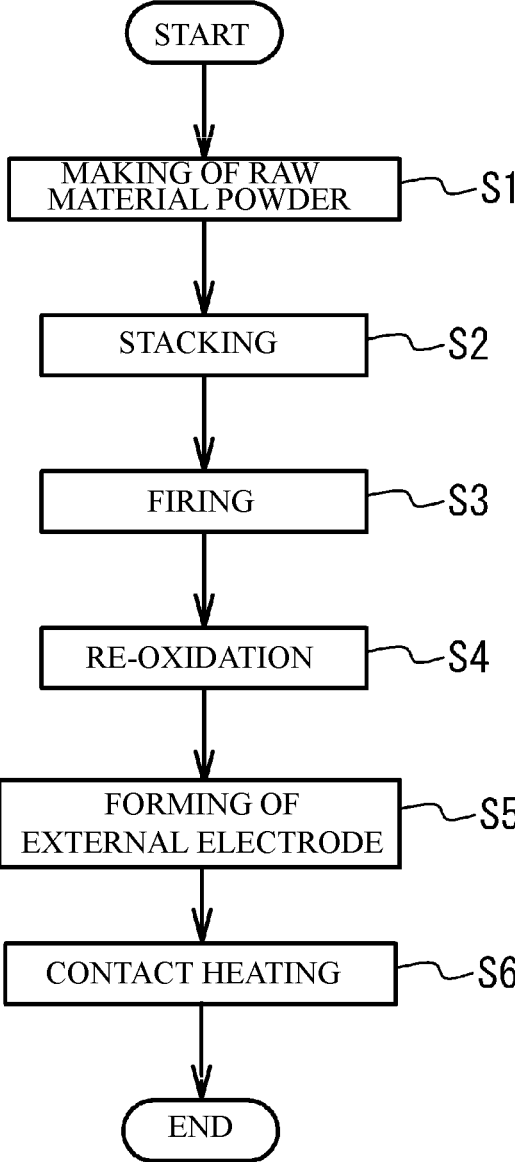 START
MAKING OF RAW
MATERIAL POWDER
S1
STACKING
S2
FIRING
S3
RE-OXIDATION
S4
FORMING OF
EXTERNAL ELECTRODE
S5
CONTACT HEATING
S6
END